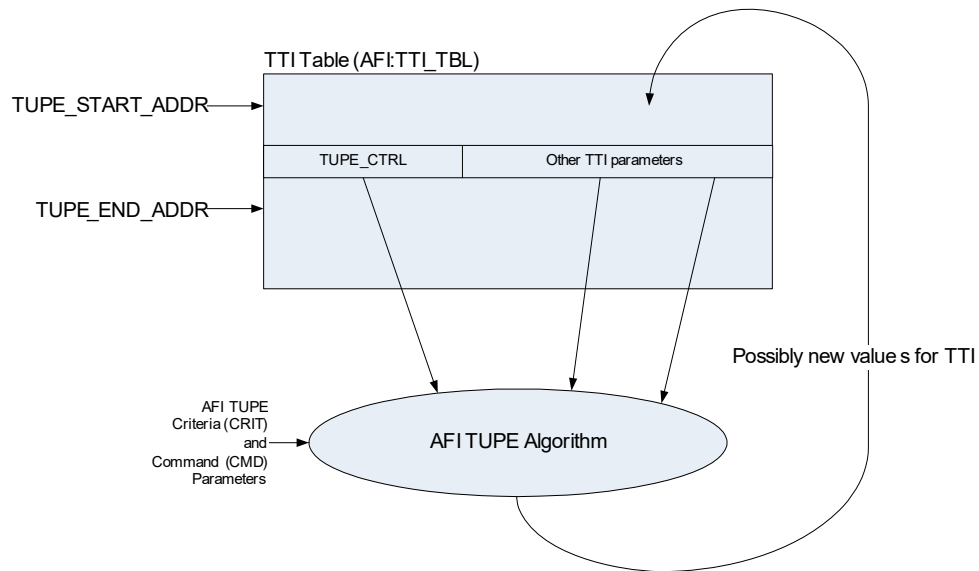 TTI Table (AFI:TTI_TBL)
TUPE_START_ADDR
TUPE_CTRL
Other TTI parameters
TUPE_END_ADDR
Possibly new values for TTI
AFI TUPE
Criteria (CRIT)
and
Command (CMD)
Parameters
AFI TUPE Algorithm